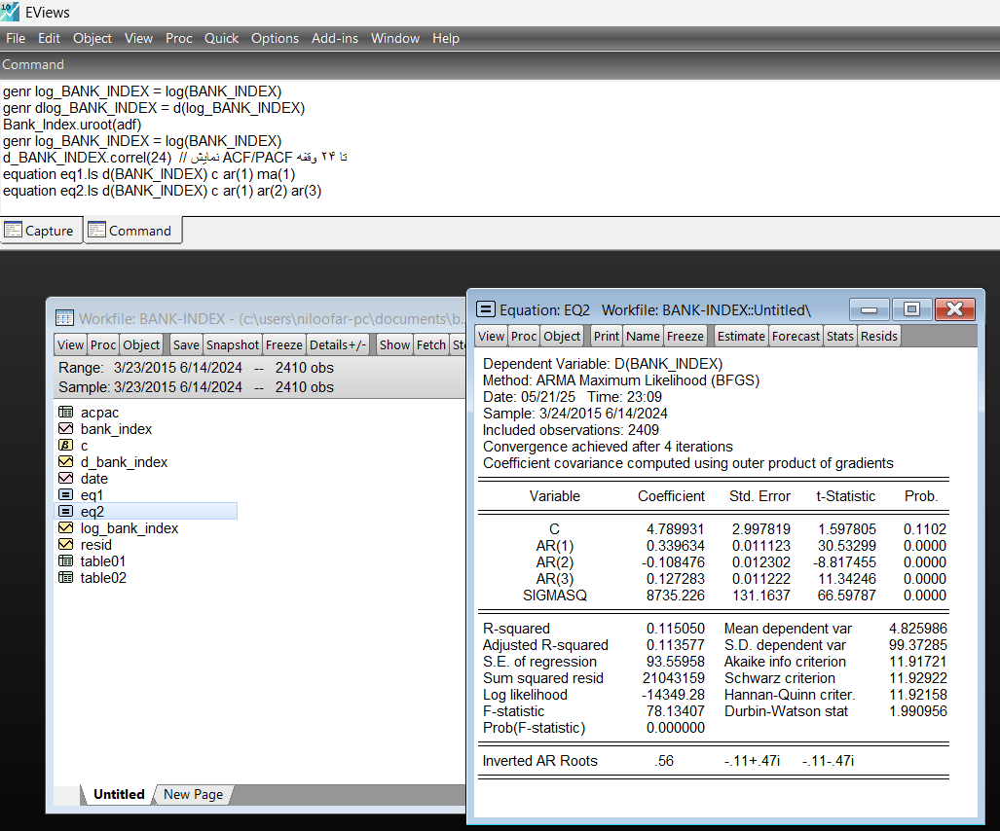 EViews
File Edit Object View Proc Quick Options Add-ins Window Help
Command
genr log_BANK_INDEX = log(BANK_INDEX)
genr dlog_BANK_INDEX = d(log_BANK_INDEX)
Bank_Index.uroot(adf)
genr log_BANK_INDEX = log(BANK_INDEX)
d_BANK_INDEX.correl(24) // نمایش ACF/PACF تا ۲۴ وقفه
equation eq1.ls d(BANK_INDEX) c ar(1) ma(1)
equation eq2.ls d(BANK_INDEX) c ar(1) ar(2) ar(3)
Capture Command
Workfile: BANK-INDEX - (c:\users\niloofar-pc\documents\b...
View Proc Object Save Snapshot Freeze Details+/- Show Fetch
Range: 3/23/2015 6/14/2024 -- 2410 obs
Sample: 3/23/2015 6/14/2024 -- 2410 obs
acpac
bank_index
c
d_bank_index
date
eq1
eq2
log_bank_index
resid
table01
table02
Untitled New Page
Equation: EQ2 Workfile: BANK-INDEX::Untitled\
View Proc Object Print Name Freeze Estimate Forecast Stats Resids
Dependent Variable: D(BANK_INDEX)
Method: ARMA Maximum Likelihood (BFGS)
Date: 05/21/25 Time: 23:09
Sample: 3/24/2015 6/14/2024
Included observations: 2409
Convergence achieved after 4 iterations
Coefficient covariance computed using outer product of gradients
Variable Coefficient Std. Error t-Statistic Prob.
C 4.789931 2.997819 1.597805 0.1102
AR(1) 0.339634 0.011123 30.53299 0.0000
AR(2) -0.108476 0.012302 -8.817455 0.0000
AR(3) 0.127283 0.011222 11.34246 0.0000
SIGMASQ 8735.226 131.1637 66.59787 0.0000
R-squared 0.115050 Mean dependent var 4.825986
Adjusted R-squared 0.113577 S.D. dependent var 99.37285
S.E. of regression 93.55958 Akaike info criterion 11.91721
Sum squared resid 21043159 Schwarz criterion 11.92922
Log likelihood -14349.28 Hannan-Quinn criter. 11.92158
F-statistic 78.13407 Durbin-Watson stat 1.990956
Prob(F-statistic) 0.000000
Inverted AR Roots .56 -.11+.47i -.11-.47i